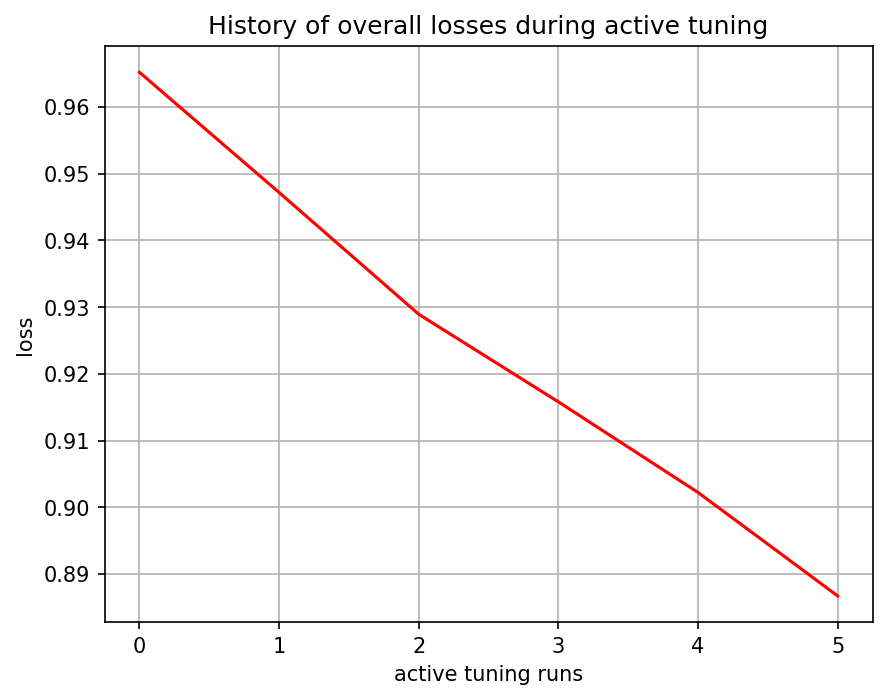 History of overall losses during active tuning
0.96
0.95
0.94
0.93
0.92
0.91
0.90
0.89
loss
0 1 2 3 4 5
active tuning runs